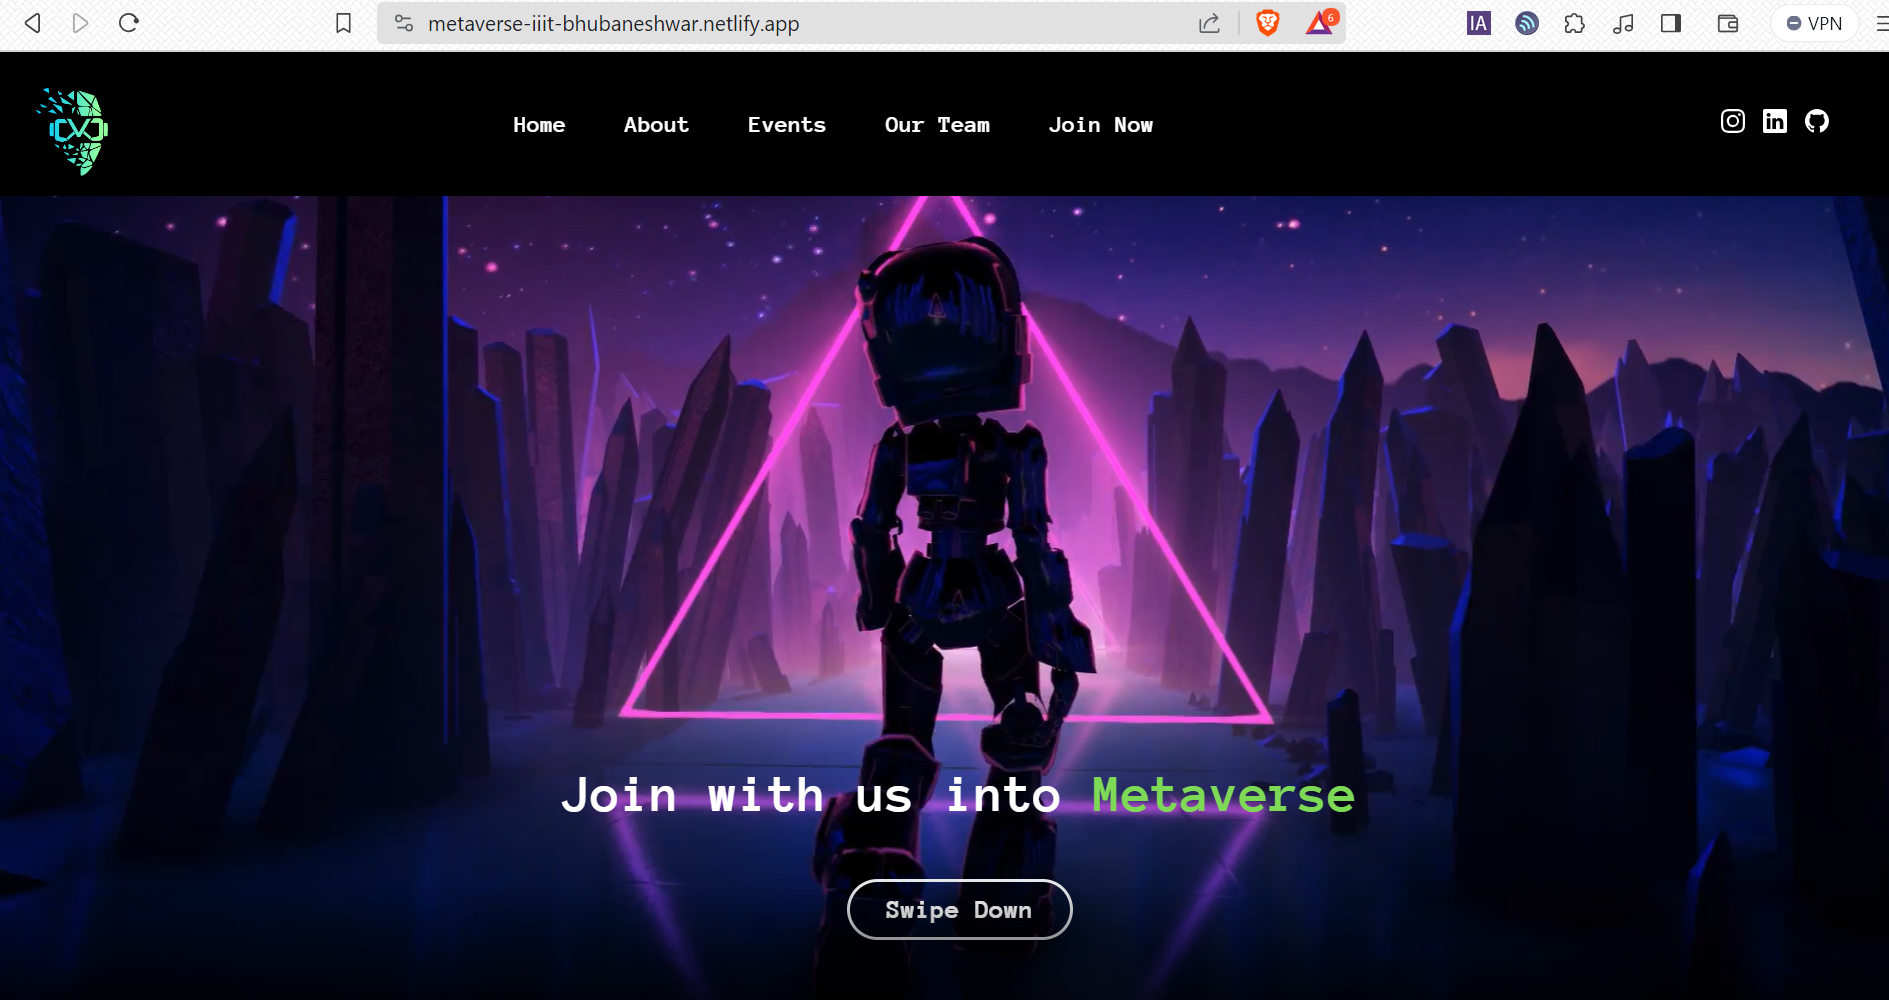 metaverse-iiit-bhubaneshwar.netlify.app
6
IA
VPN
Home About Events Our Team Join Now
in
Join with us into Metaverse
Swipe Down